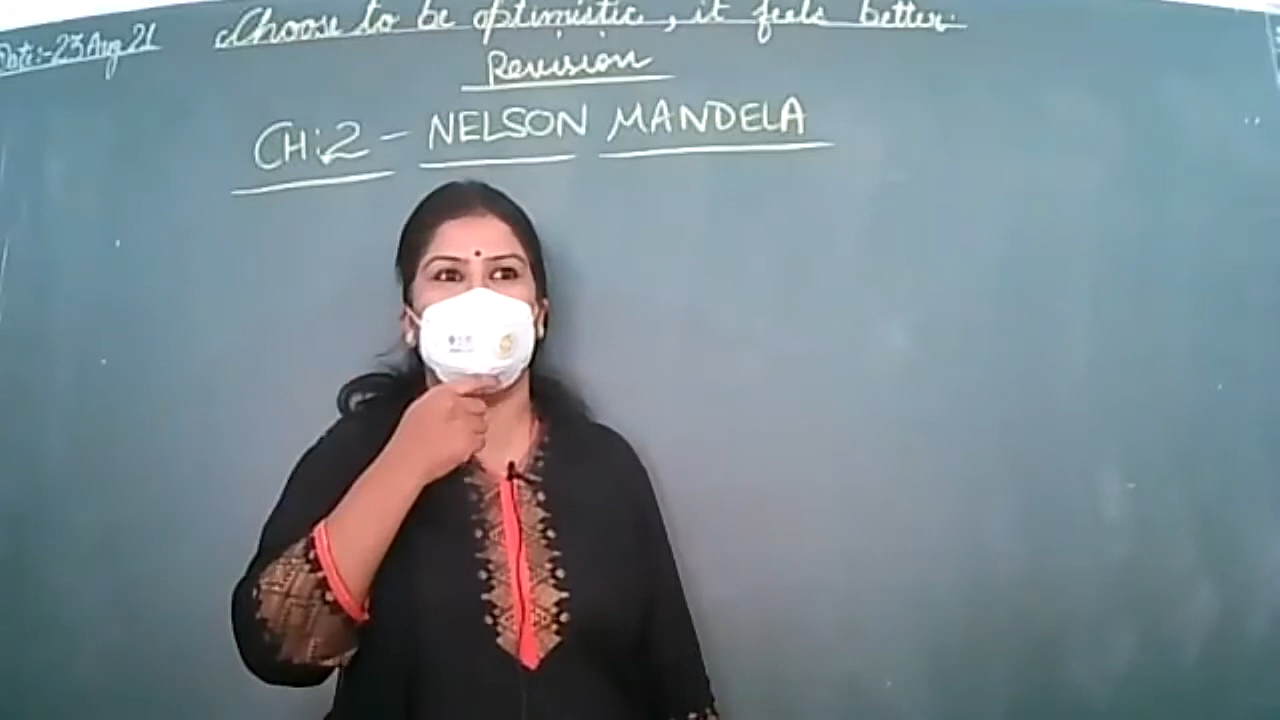 Date:-23 Aug 21
Choose to be optimistic, it feels better.
Revision
CH:2 - NELSON MANDELA